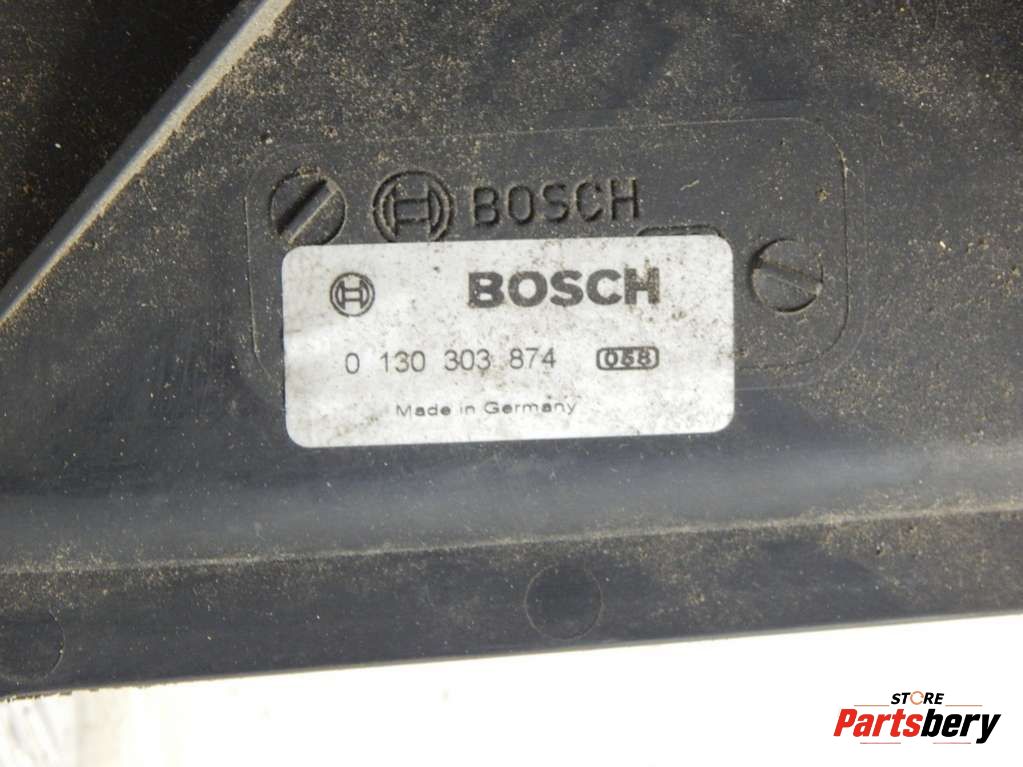 BOSCH
BOSCH
0 130 303 874 058
Made in Germany
STORE
Partsbery